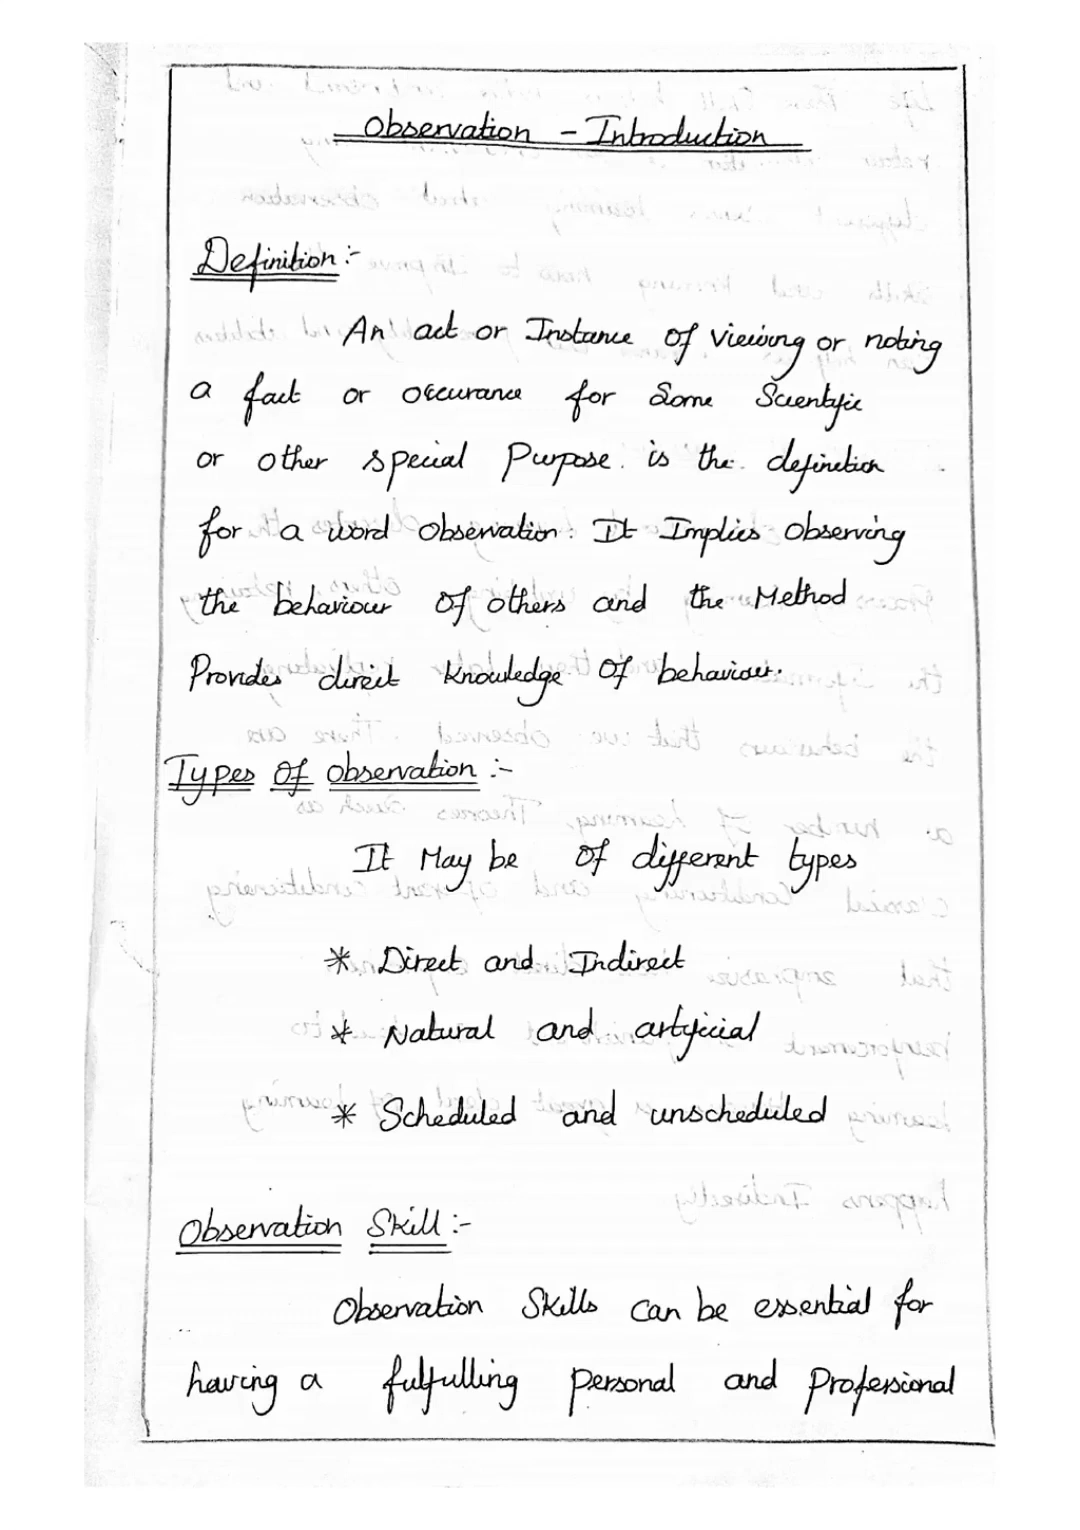 Observation - Introduction
Definition :-
An act or Instance of viewing or noting
a fact or occurance for Some Scientific
or other special Purpose. is the definition
for a word observation. It Implies observing
the behaviour of others and the Method
Provides direct knowledge of behaviour.
Types of observation :-
It May be of different types
* Direct and Indirect
* Natural and artificial
* Scheduled and unscheduled
Observation Skill :-
Observation Skills can be essential for
having a fulfulling personal and professional